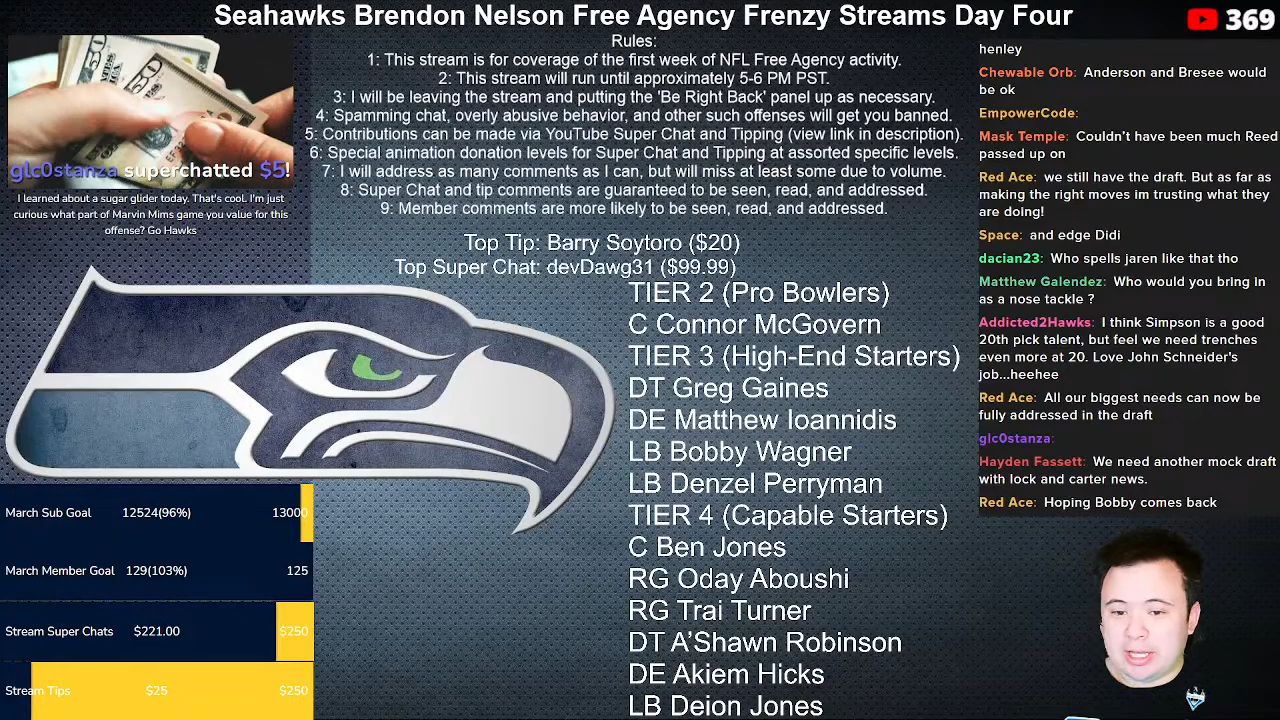 Seahawks Brendon Nelson Free Agency Frenzy Streams Day Four
369
Rules:
1: This stream is for coverage of the first week of NFL Free Agency activity.
2: This stream will run until approximately 5-6 PM PST.
3: I will be leaving the stream and putting the 'Be Right Back' panel up as necessary.
4: Spamming chat, overly abusive behavior, and other such offenses will get you banned.
5: Contributions can be made via YouTube Super Chat and Tipping (view link in description).
6: Special animation donation levels for Super Chat and Tipping at assorted specific levels.
7: I will address as many comments as I can, but will miss at least some due to volume.
8: Super Chat and tip comments are guaranteed to be seen, read, and addressed.
9: Member comments are more likely to be seen, read, and addressed.
glc0stanza superchatted $5!
I learned about a sugar glider today. That's cool. I'm just
curious what part of Marvin Mims game you value for this
offense? Go Hawks
Top Tip: Barry Soytoro ($20)
Top Super Chat: devDawg31 ($99.99)
TIER 2 (Pro Bowlers)
C Connor McGovern
TIER 3 (High-End Starters)
DT Greg Gaines
DE Matthew Ioannidis
LB Bobby Wagner
LB Denzel Perryman
TIER 4 (Capable Starters)
C Ben Jones
RG Oday Aboushi
RG Trai Turner
DT A'Shawn Robinson
DE Akiem Hicks
LB Deion Jones
March Sub Goal 12524(96%) 13000
March Member Goal 129(103%) 125
Stream Super Chats $221.00 $250
Stream Tips $25 $250
henley
Chewable Orb: Anderson and Bresee would
be ok
EmpowerCode:
Mask Temple: Couldn't have been much Reed
passed up on
Red Ace: we still have the draft. But as far as
making the right moves im trusting what they
are doing!
Space: and edge Didi
dacian23: Who spells jaren like that tho
Matthew Galendez: Who would you bring in
as a nose tackle ?
Addicted2Hawks: I think Simpson is a good
20th pick talent, but feel we need trenches
even more at 20. Love John Schneider's
job...heehee
Red Ace: All our biggest needs can now be
fully addressed in the draft
glc0stanza:
Hayden Fassett: We need another mock draft
with lock and carter news.
Red Ace: Hoping Bobby comes back